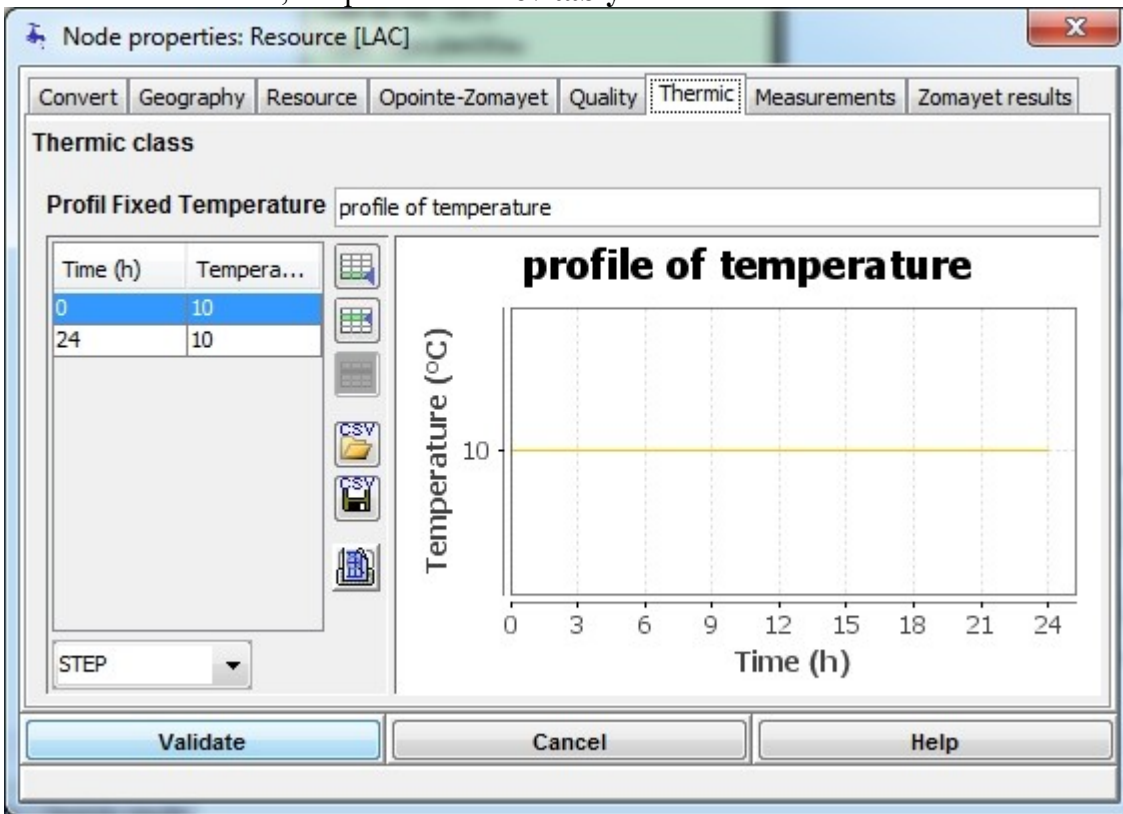 Node properties: Resource [LAC]
Convert Geography Resource Opointe-Zomayet Quality Thermic Measurements Zomayet results
Thermic class
Profil Fixed Temperature profile of temperature
Time (h) Tempera...
0 10
24 10
CSV
CSV
STEP
profile of temperature
Temperature (°C)
10
0 3 6 9 12 15 18 21 24
Time (h)
Validate Cancel Help